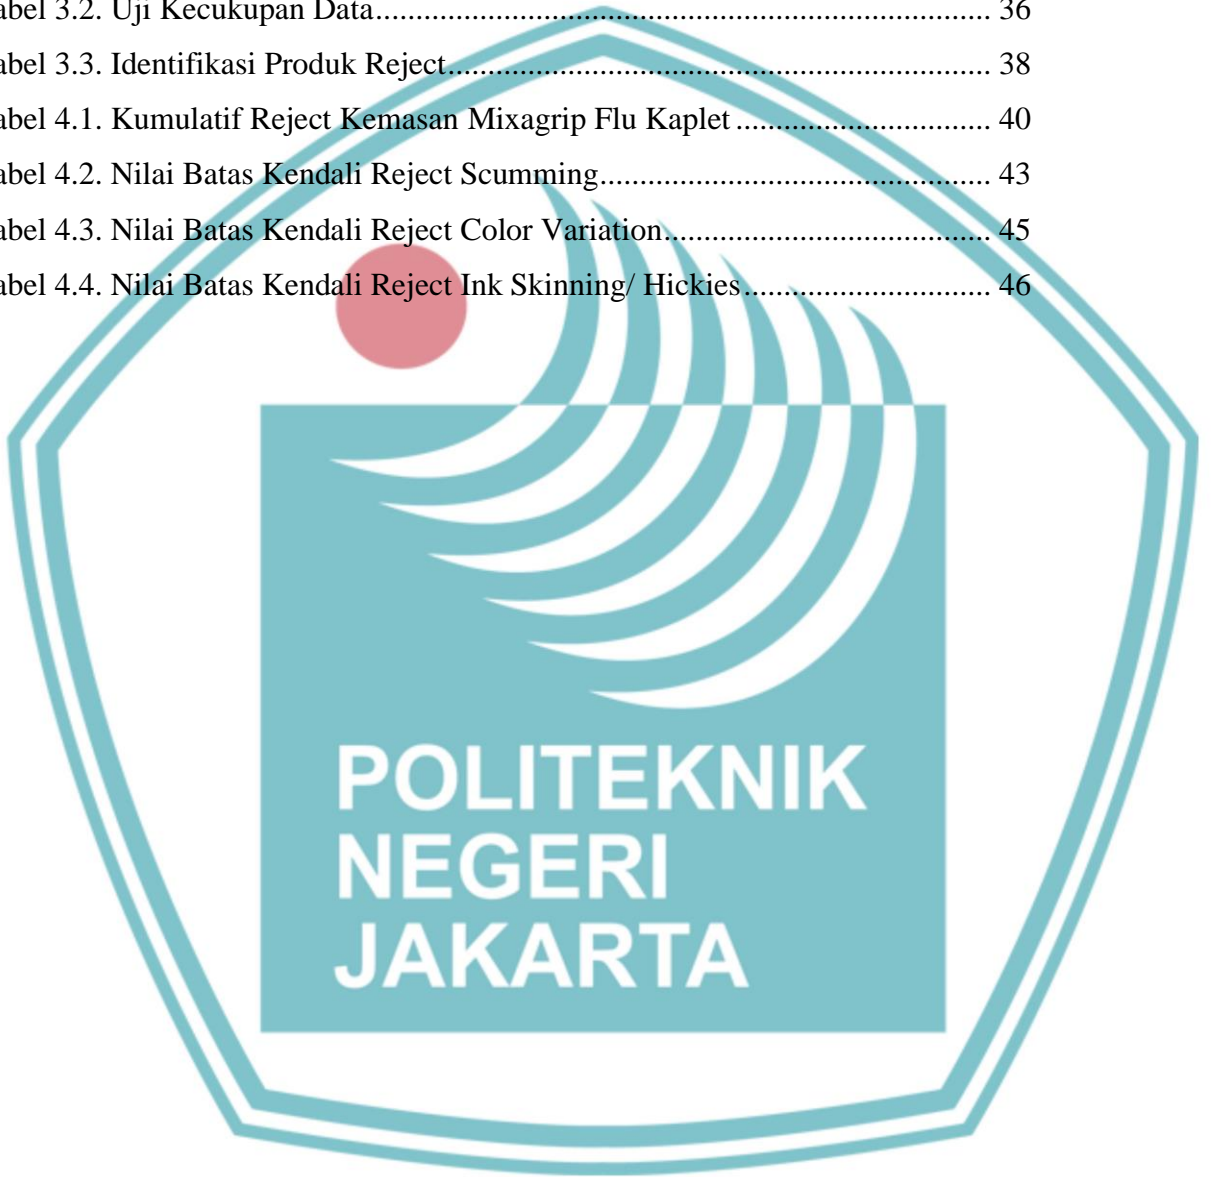 abel 3.2. Uji Kecukupan Data............................................................................. 36
abel 3.3. Identifikasi Produk Reject.................................................................... 38
abel 4.1. Kumulatif Reject Kemasan Mixagrip Flu Kaplet ................................ 40
abel 4.2. Nilai Batas Kendali Reject Scumming................................................. 43
abel 4.3. Nilai Batas Kendali Reject Color Variation......................................... 45
abel 4.4. Nilai Batas Kendali Reject Ink Skinning/ Hickies............................... 46
POLITEKNIK
NEGERI
JAKARTA